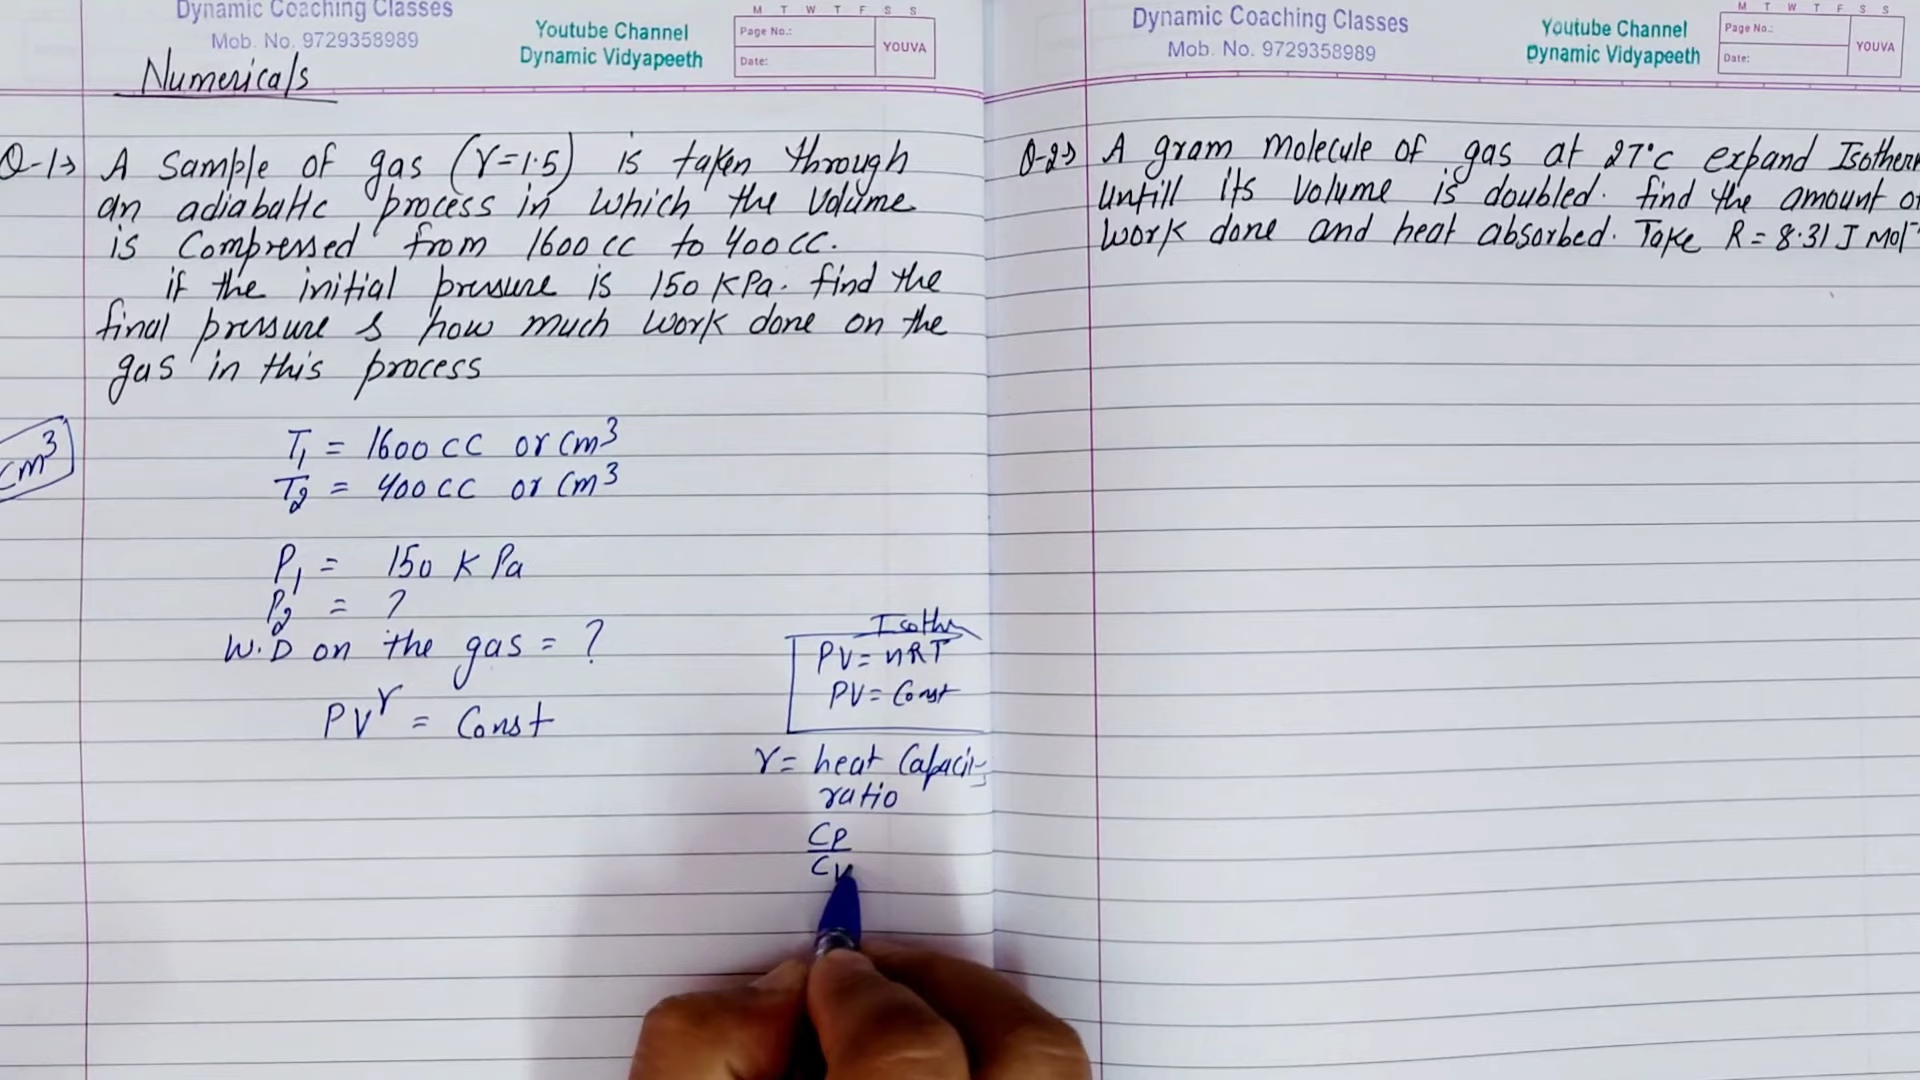 Dynamic Coaching Classes
Mob. No. 9729358989
Youtube Channel
Dynamic Vidyapeeth
M T W T F S S
Page No.:
Date:
YOUVA
Numericals
Q-1→ A Sample of gas (γ=1.5) is taken through
an adiabatic process in which the volume
is Compressed from 1600 cc to 400 cc.
if the initial pressure is 150 KPa. find the
final pressure & how much work done on the
gas in this process
cm³
T₁ = 1600 CC or Cm³
T₂ = 400 CC or Cm³
P₁ = 150 K Pa
P₂ = ?
W.D on the gas = ?
PVᵞ = Const
Isothe
PV = nRT
PV = Const
γ = heat Capacity
ratio
CP
CV
Dynamic Coaching Classes
Mob. No. 9729358989
Youtube Channel
Dynamic Vidyapeeth
M T W T F S S
Page No.:
Date:
YOUVA
Q-2→ A gram Molecule of gas at 27°C expand Isother
Untill its Volume is doubled. find the amount of
Work done and heat absorbed. Take R = 8.31 J Mol⁻